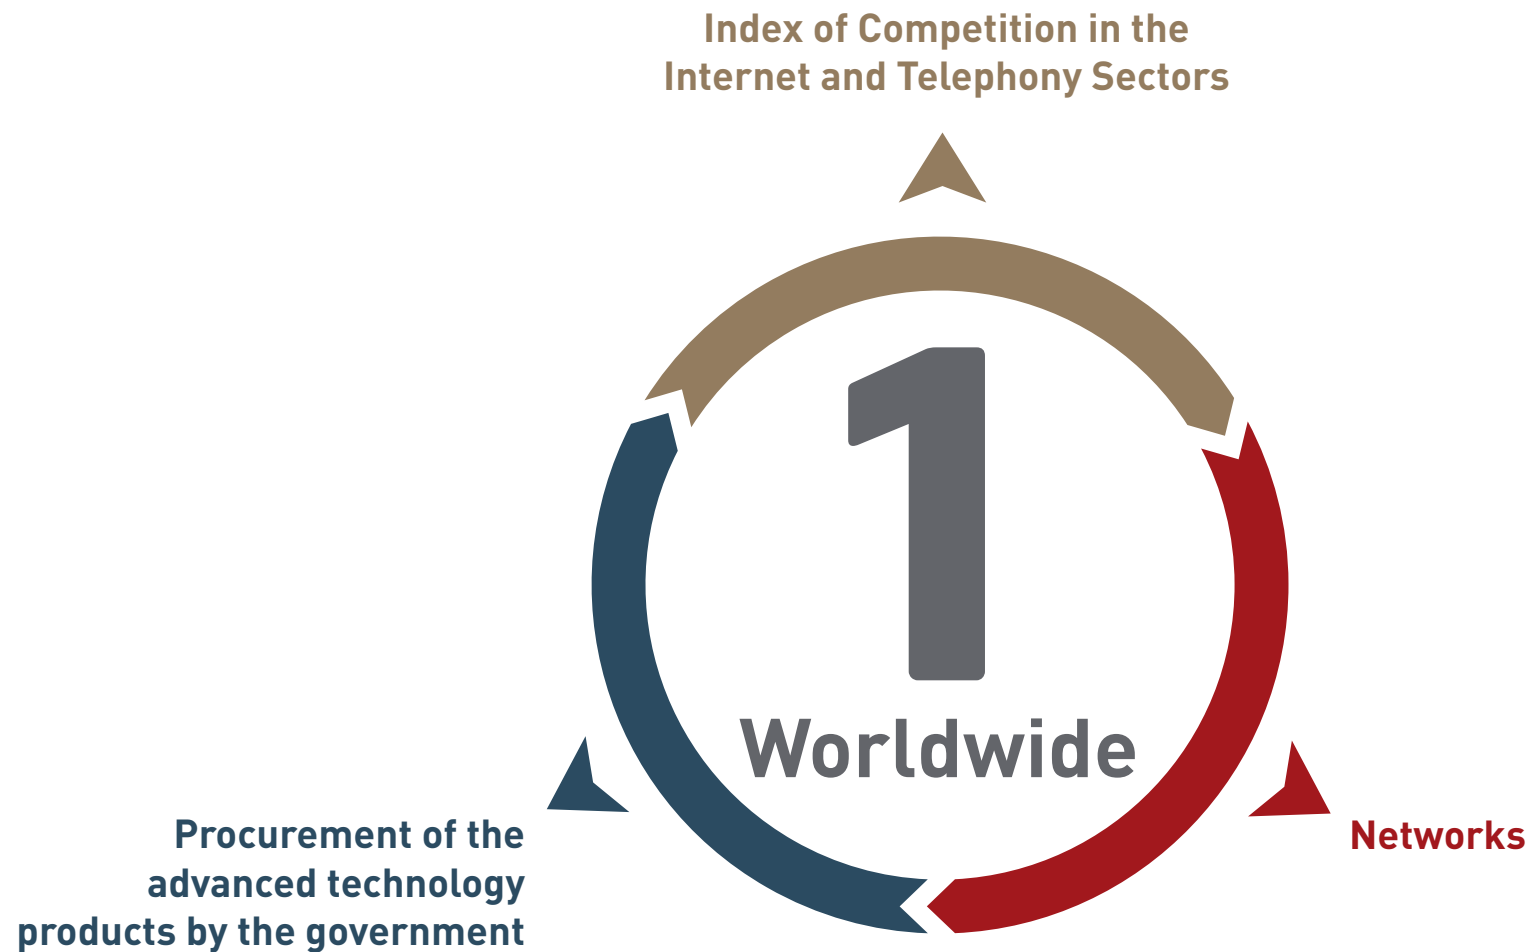 Index of Competition in the
Internet and Telephony Sectors
1
Worldwide
Procurement of the
advanced technology
products by the government
Networks